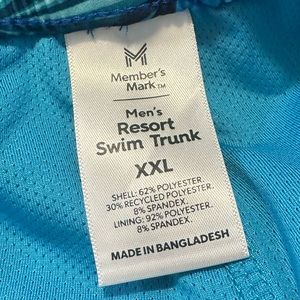 Member's
Mark™
Men's
Resort
Swim Trunk
XXL
SHELL: 62% POLYESTER.
30% RECYCLED POLYESTER.
8% SPANDEX.
LINING: 92% POLYESTER.
8% SPANDEX.
MADE IN BANGLADESH